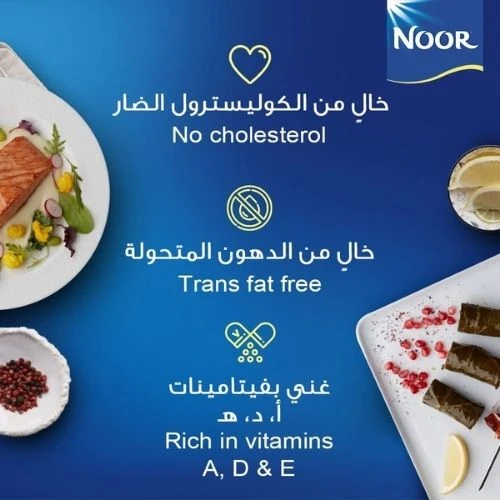 NOOR
خالٍ من الكوليسترول الضار
No cholesterol
خالٍ من الدهون المتحولة
Trans fat free
غني بفيتامينات
أ، د، هـ
Rich in vitamins
A, D & E